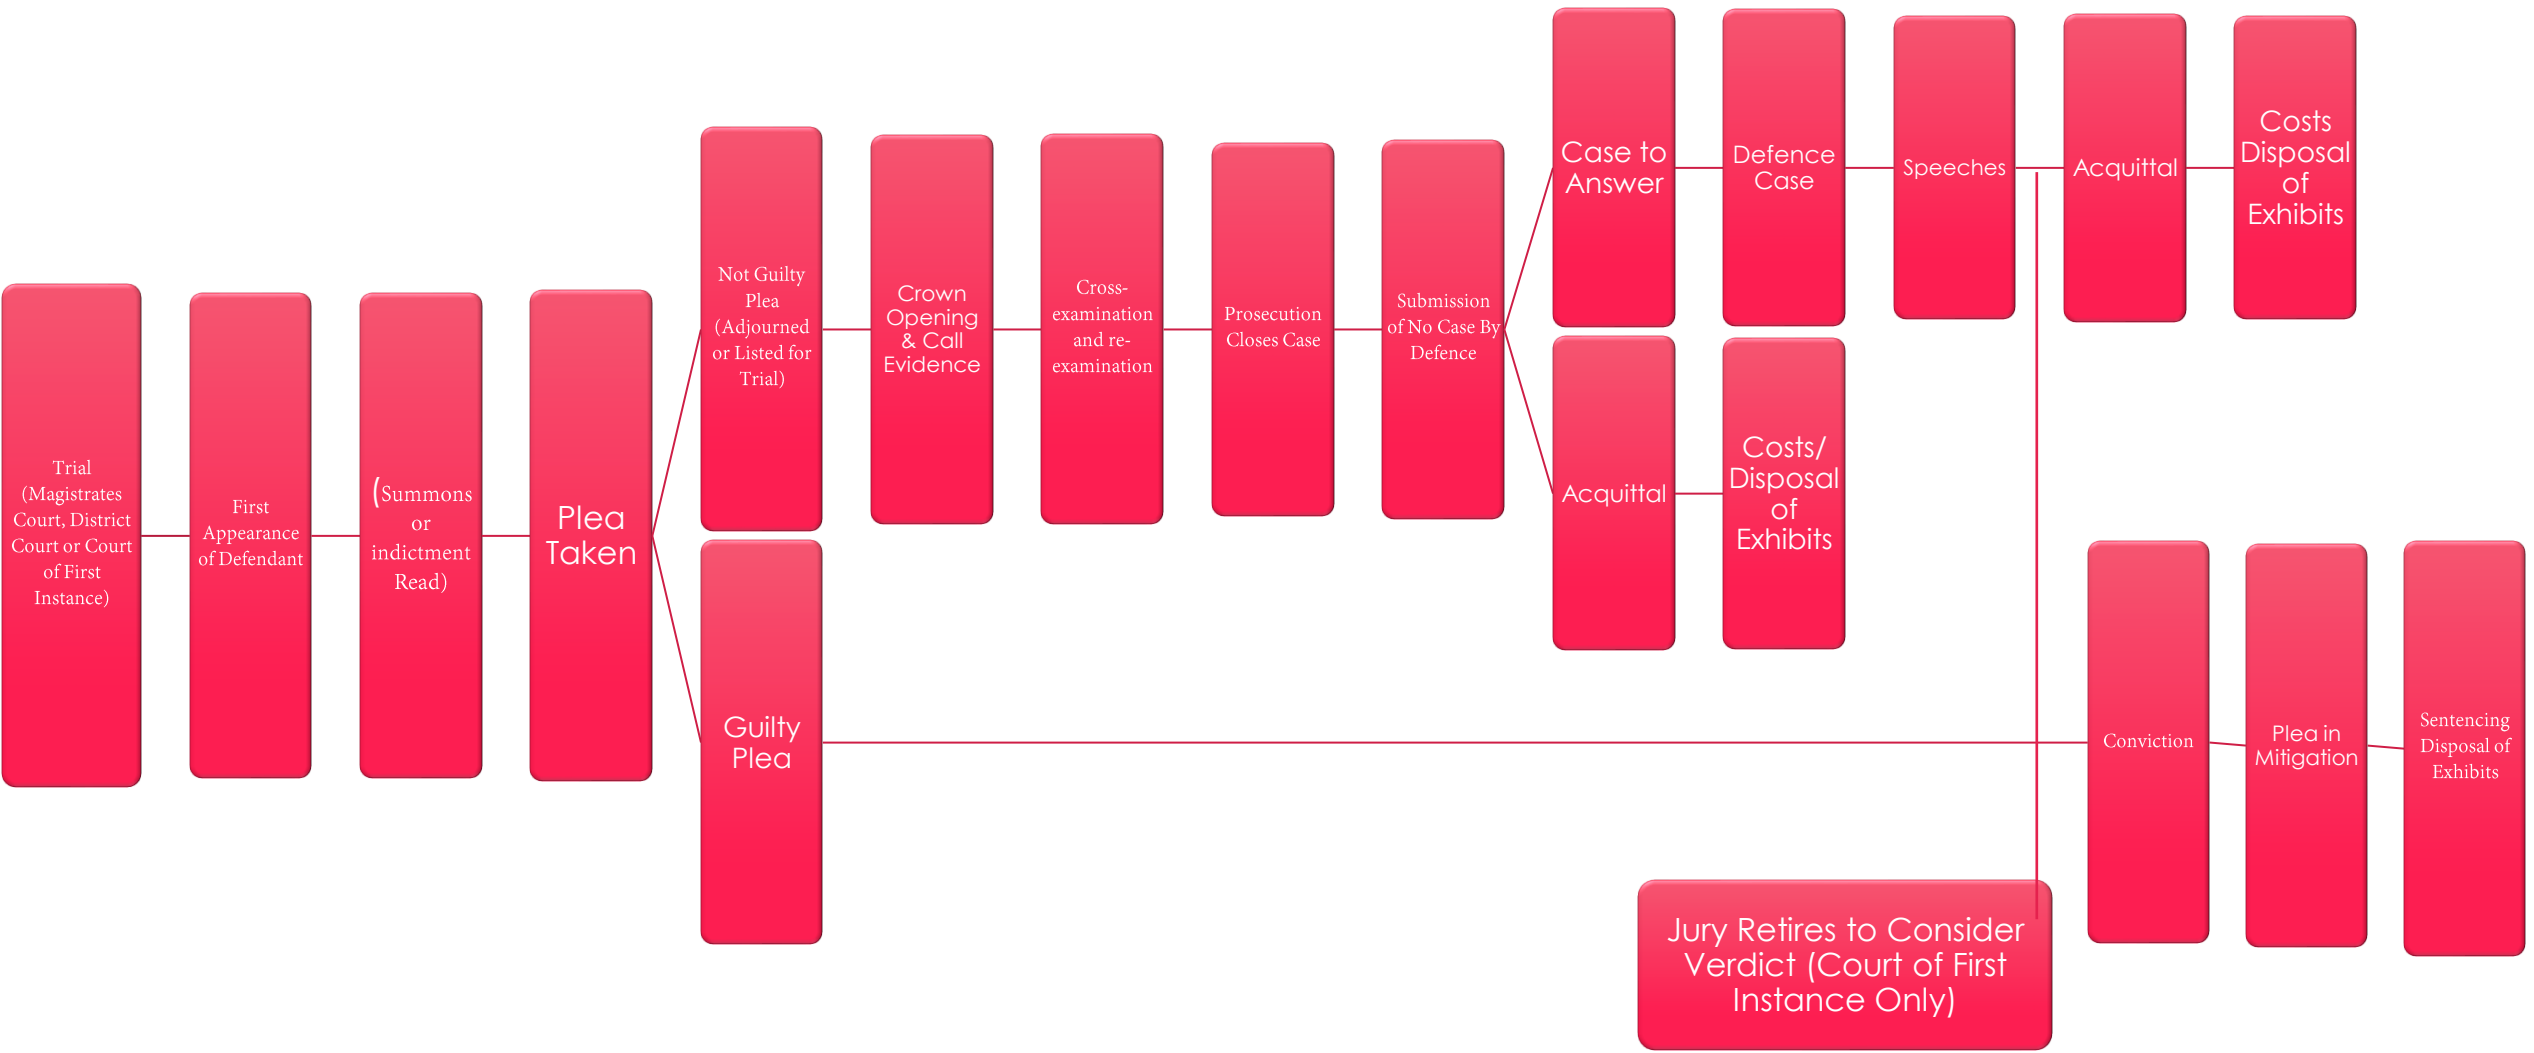 Trial
(Magistrates
Court, District
Court or Court
of First
Instance)
First
Appearance
of Defendant
(Summons
or
indictment
Read)
Plea
Taken
Not Guilty
Plea
(Adjourned
or Listed for
Trial)
Crown
Opening
& Call
Evidence
Cross-
examination
and re-
examination
Prosecution
Closes Case
Submission
of No Case By
Defence
Case to
Answer
Defence
Case
Speeches
Acquittal
Costs
Disposal
of
Exhibits
Acquittal
Costs/
Disposal
of
Exhibits
Guilty
Plea
Conviction
Plea in
Mitigation
Sentencing
Disposal of
Exhibits
Jury Retires to Consider
Verdict (Court of First
Instance Only)